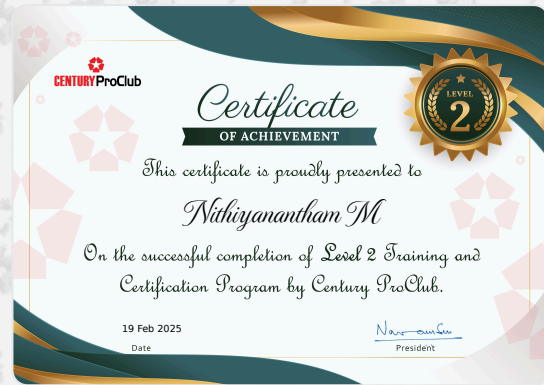 CENTURY ProClub
Certificate
OF ACHIEVEMENT
LEVEL
2
This certificate is proudly presented to
Nithiyanantham M
On the successful completion of Level 2 Training and
Certification Program by Century ProClub.
19 Feb 2025
Date
President